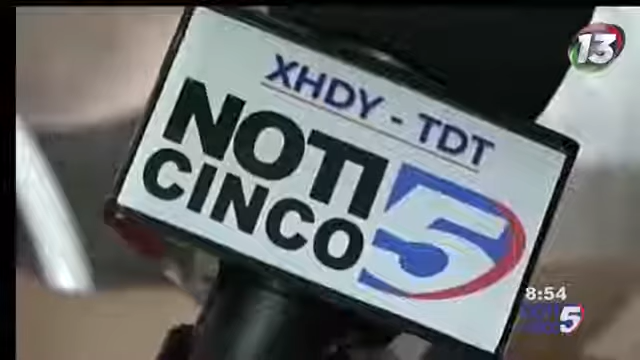 13
XHDY - TDT
NOTI
CINCO
5
8:54
NOTI
CINCO 5